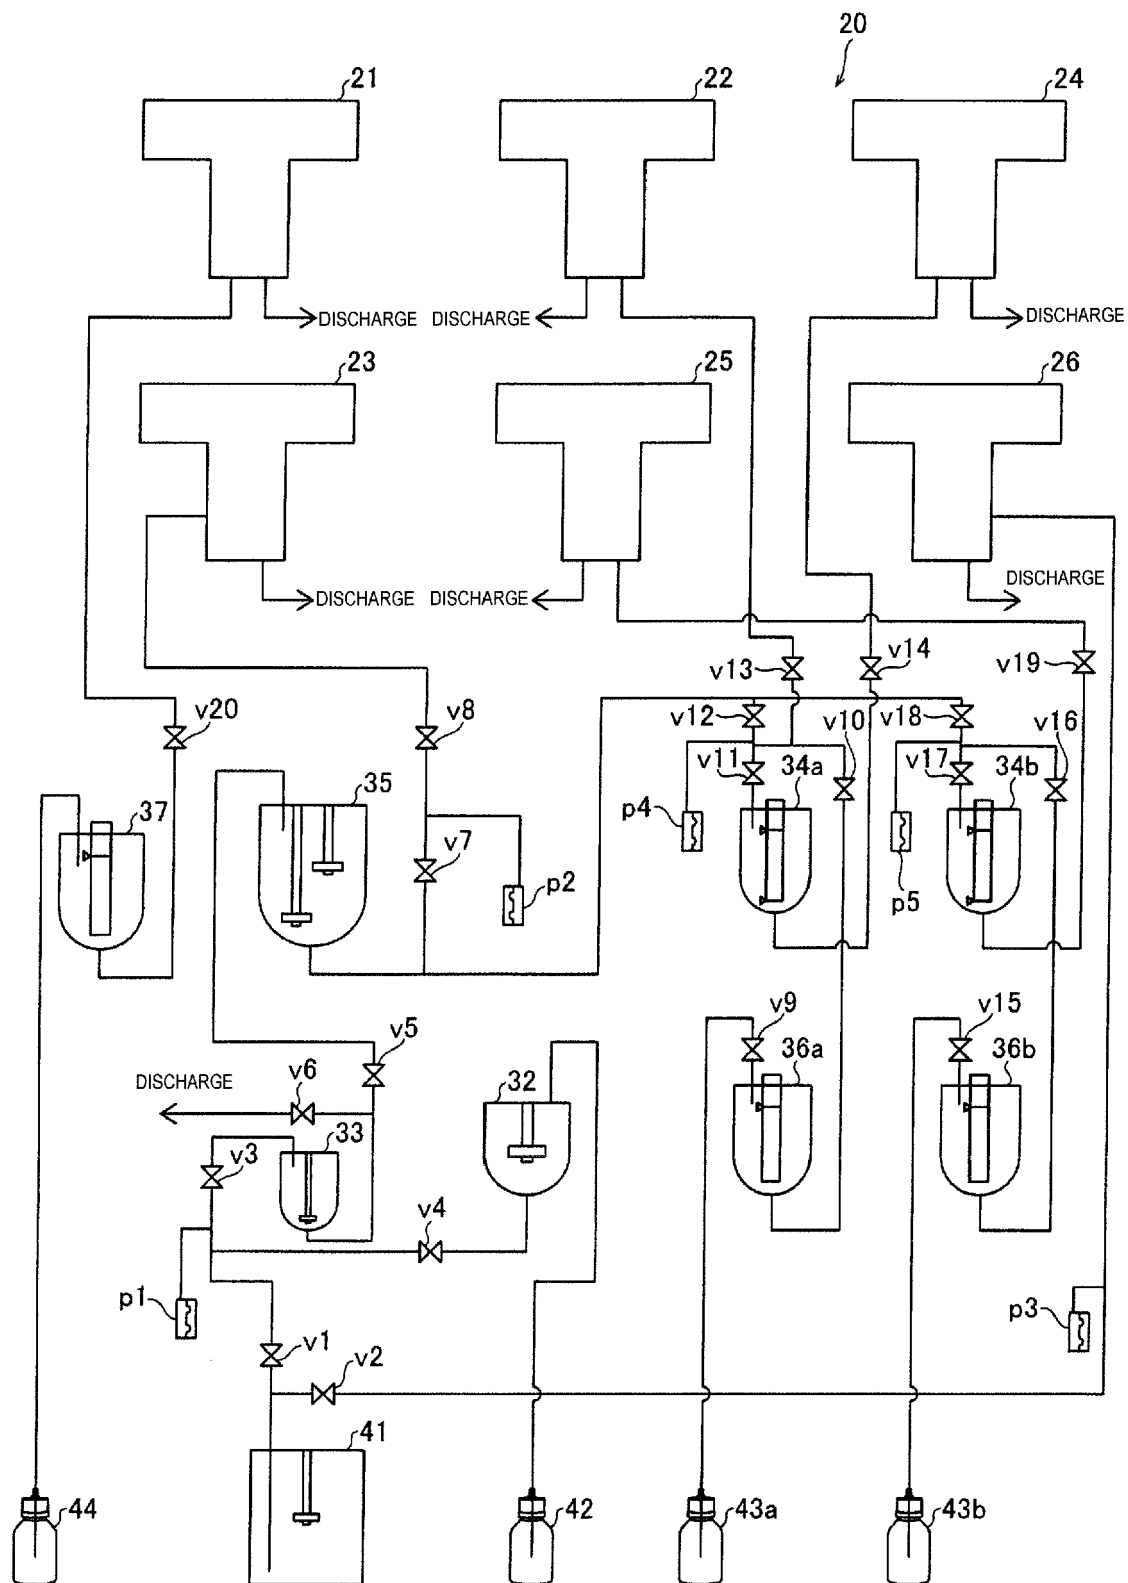 20
21
22
24
DISCHARGE
DISCHARGE
DISCHARGE
23
25
26
DISCHARGE
DISCHARGE
DISCHARGE
v13
v14
v19
v20
v8
v12
v10
v18
v16
v11
34a
v17
34b
35
37
p4
v7
p2
p5
v9
v15
v5
36a
36b
DISCHARGE
v6
32
33
v3
v4
p1
p3
v1
v2
41
44
42
43a
43b